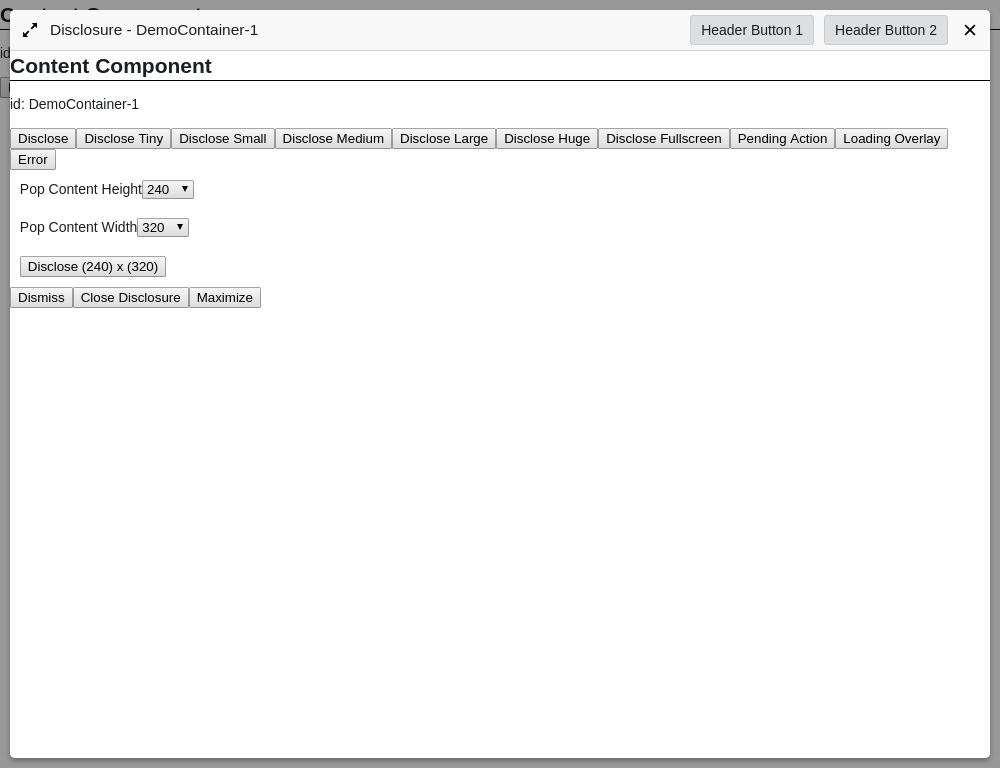 Disclosure - DemoContainer-1 Header Button 1 Header Button 2
Content Component
id: DemoContainer-1
Disclose Disclose Tiny Disclose Small Disclose Medium Disclose Large Disclose Huge Disclose Fullscreen Pending Action Loading Overlay
Error
Pop Content Height 240
Pop Content Width 320
Disclose (240) x (320)
Dismiss Close Disclosure Maximize